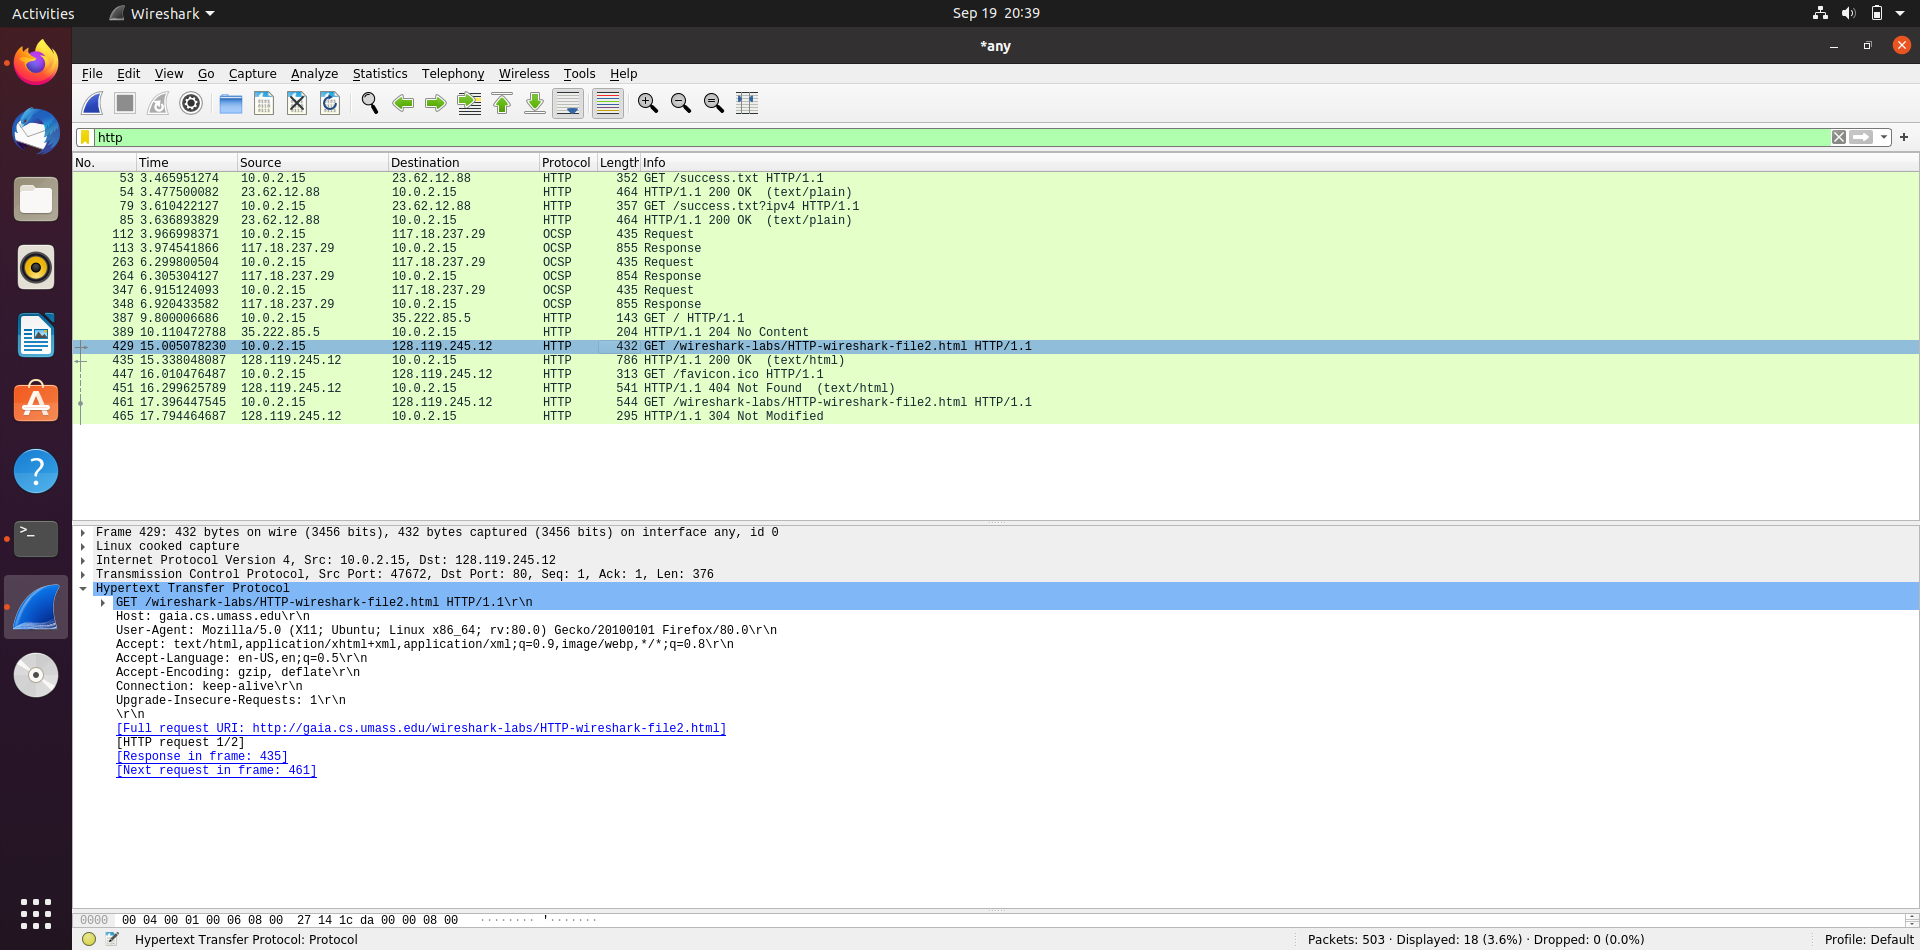 Activities Wireshark Sep 19 20:39
*any
File Edit View Go Capture Analyze Statistics Telephony Wireless Tools Help
http
No. Time Source Destination Protocol Length Info
53 3.465951274 10.0.2.15 23.62.12.88 HTTP 352 GET /success.txt HTTP/1.1
54 3.477500082 23.62.12.88 10.0.2.15 HTTP 464 HTTP/1.1 200 OK (text/plain)
79 3.610422127 10.0.2.15 23.62.12.88 HTTP 357 GET /success.txt?ipv4 HTTP/1.1
85 3.636893829 23.62.12.88 10.0.2.15 HTTP 464 HTTP/1.1 200 OK (text/plain)
112 3.966998371 10.0.2.15 117.18.237.29 OCSP 435 Request
113 3.974541866 117.18.237.29 10.0.2.15 OCSP 855 Response
263 6.299800504 10.0.2.15 117.18.237.29 OCSP 435 Request
264 6.305304127 117.18.237.29 10.0.2.15 OCSP 854 Response
347 6.915124093 10.0.2.15 117.18.237.29 OCSP 435 Request
348 6.920433582 117.18.237.29 10.0.2.15 OCSP 855 Response
387 9.800006686 10.0.2.15 35.222.85.5 HTTP 143 GET / HTTP/1.1
389 10.110472788 35.222.85.5 10.0.2.15 HTTP 204 HTTP/1.1 204 No Content
429 15.005078230 10.0.2.15 128.119.245.12 HTTP 432 GET /wireshark-labs/HTTP-wireshark-file2.html HTTP/1.1
435 15.338048087 128.119.245.12 10.0.2.15 HTTP 786 HTTP/1.1 200 OK (text/html)
447 16.010476487 10.0.2.15 128.119.245.12 HTTP 313 GET /favicon.ico HTTP/1.1
451 16.299625789 128.119.245.12 10.0.2.15 HTTP 541 HTTP/1.1 404 Not Found (text/html)
461 17.396447545 10.0.2.15 128.119.245.12 HTTP 544 GET /wireshark-labs/HTTP-wireshark-file2.html HTTP/1.1
465 17.794464687 128.119.245.12 10.0.2.15 HTTP 295 HTTP/1.1 304 Not Modified
Frame 429: 432 bytes on wire (3456 bits), 432 bytes captured (3456 bits) on interface any, id 0
Linux cooked capture
Internet Protocol Version 4, Src: 10.0.2.15, Dst: 128.119.245.12
Transmission Control Protocol, Src Port: 47672, Dst Port: 80, Seq: 1, Ack: 1, Len: 376
Hypertext Transfer Protocol
GET /wireshark-labs/HTTP-wireshark-file2.html HTTP/1.1\r\n
Host: gaia.cs.umass.edu\r\n
User-Agent: Mozilla/5.0 (X11; Ubuntu; Linux x86_64; rv:80.0) Gecko/20100101 Firefox/80.0\r\n
Accept: text/html,application/xhtml+xml,application/xml;q=0.9,image/webp,*/*;q=0.8\r\n
Accept-Language: en-US,en;q=0.5\r\n
Accept-Encoding: gzip, deflate\r\n
Connection: keep-alive\r\n
Upgrade-Insecure-Requests: 1\r\n
\r\n
[Full request URI: http://gaia.cs.umass.edu/wireshark-labs/HTTP-wireshark-file2.html]
[HTTP request 1/2]
[Response in frame: 435]
[Next request in frame: 461]
0000 00 04 00 01 00 06 08 00 27 14 1c da 00 00 08 00 ········ '·······
Hypertext Transfer Protocol: Protocol Packets: 503 · Displayed: 18 (3.6%) · Dropped: 0 (0.0%) Profile: Default